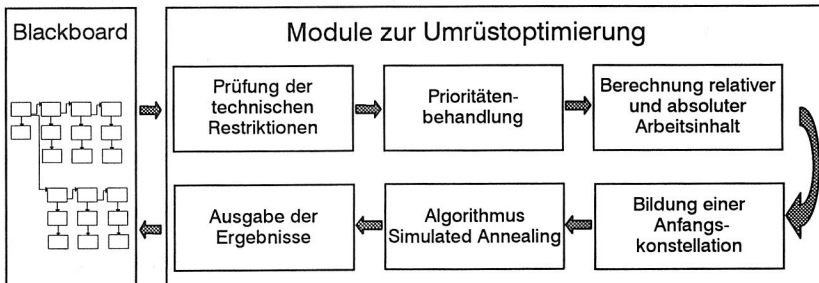 Blackboard
Module zur Umrüstoptimierung
Prüfung der
technischen
Restriktionen
Prioritäten-
behandlung
Berechnung relativer
und absoluter
Arbeitsinhalt
Bildung einer
Anfangs-
konstellation
Algorithmus
Simulated Annealing
Ausgabe der
Ergebnisse